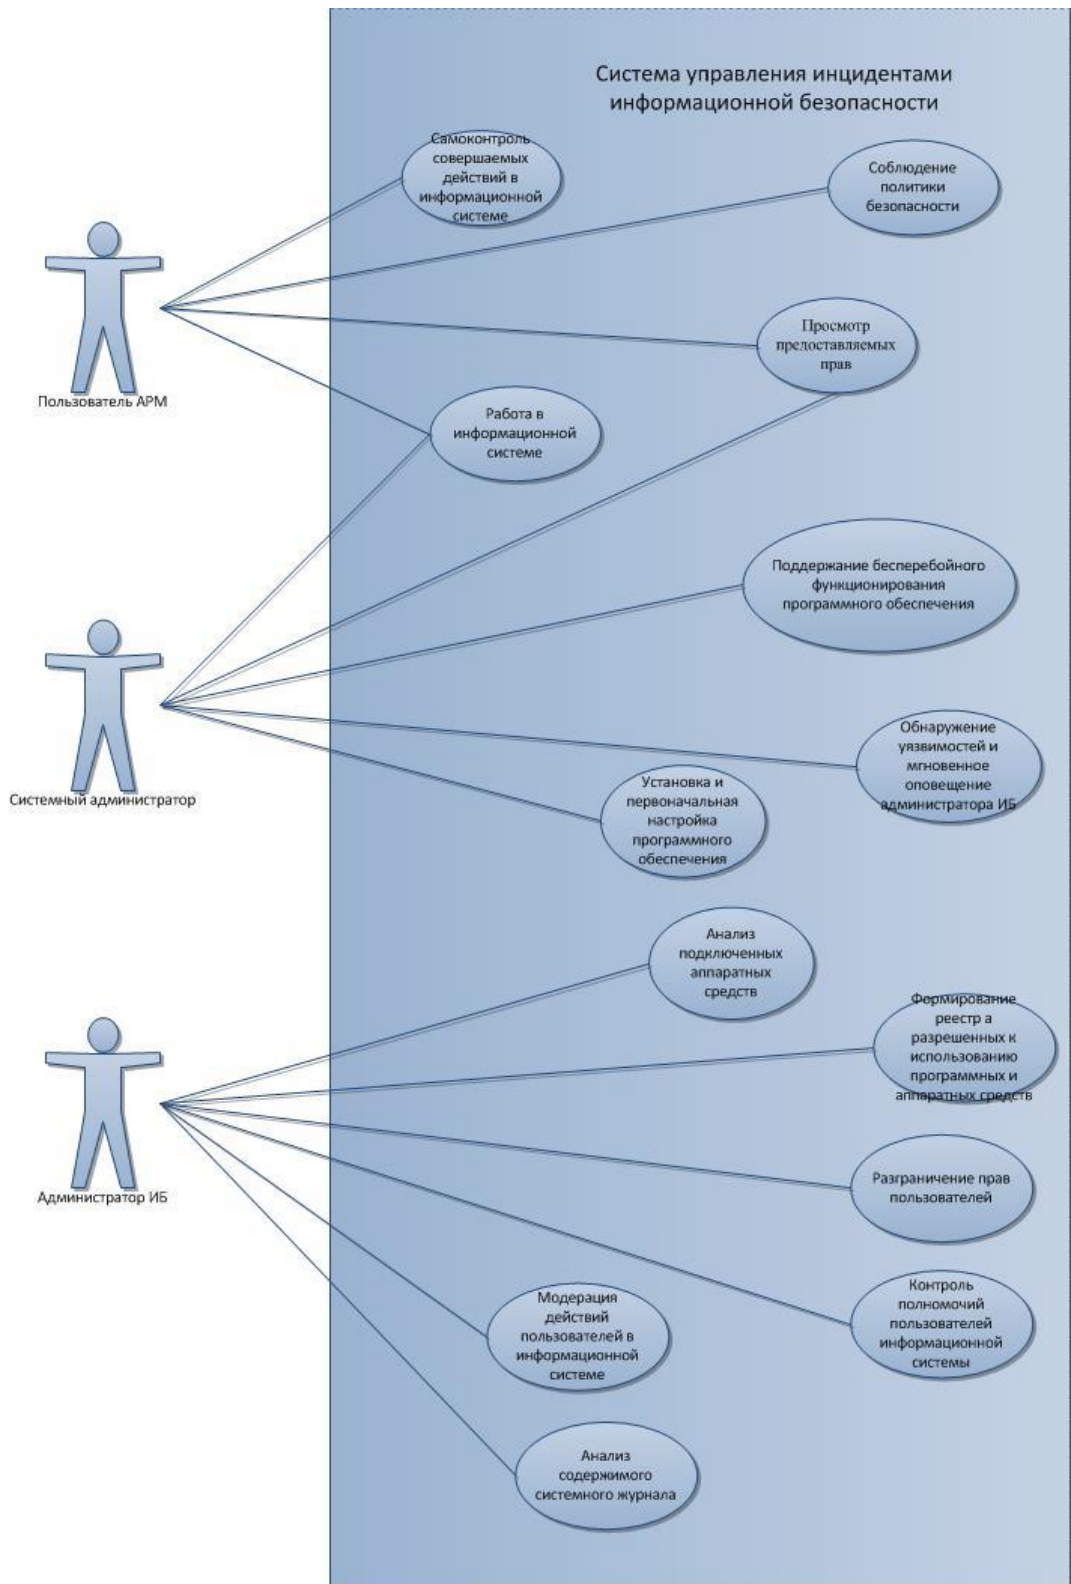 Система управления инцидентами
информационной безопасности
Самоконтроль
совершаемых
действий в
информационной
системе
Соблюдение
политики
безопасности
Пользователь АРМ
Просмотр
предоставляемых
прав
Работа в
информационной
системе
Поддержание бесперебойного
функционирования
программного обеспечения
Системный администратор
Обнаружение
уязвимостей и
мгновенное
оповещение
администратора ИБ
Установка и
первоначальная
настройка
программного
обеспечения
Анализ
подключенных
аппаратных
средств
Формирование
реестр а
разрешенных к
использованию
программных и
аппаратных средств
Администратор ИБ
Разграничение прав
пользователей
Контроль
полномочий
пользователей
информационной
системы
Модерация
действий
пользователей в
информационной
системе
Анализ
содержимого
системного журнала